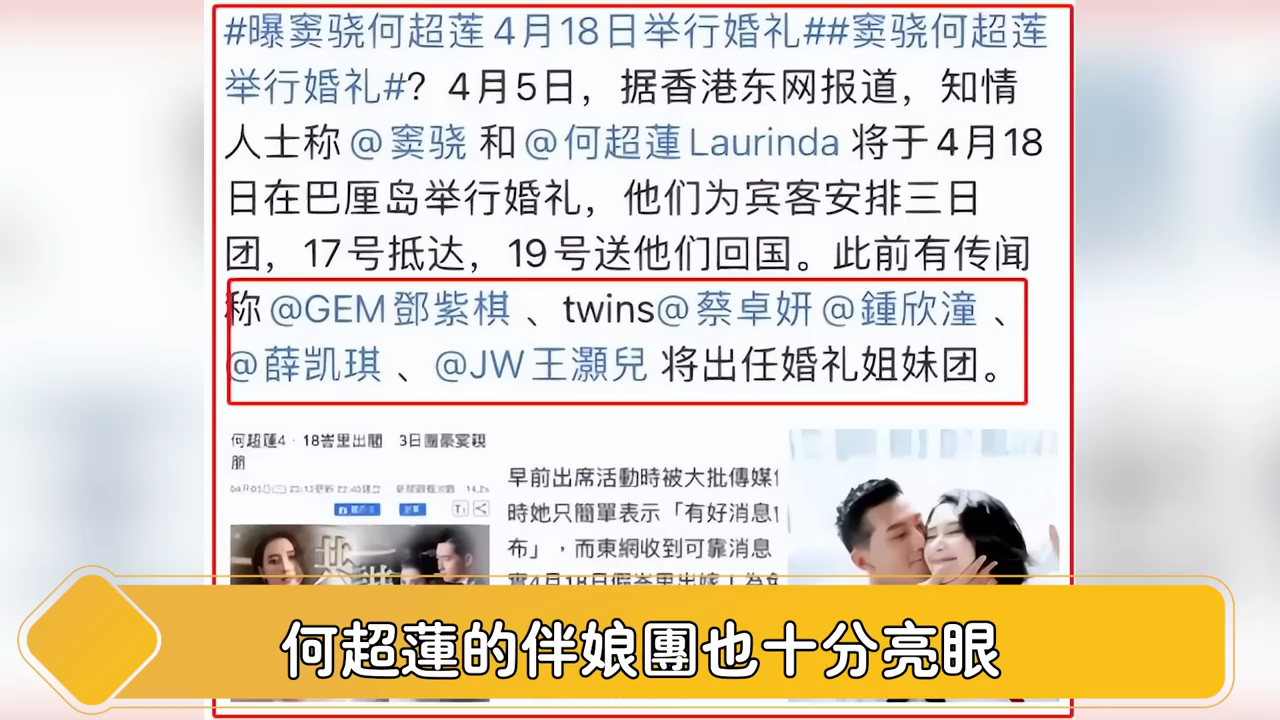 #曝窦骁何超莲4月18日举行婚礼##窦骁何超莲
举行婚礼#? 4月5日，据香港东网报道，知情
人士称@窦骁 和@何超蓮Laurinda 将于4月18
日在巴厘岛举行婚礼，他们为宾客安排三日
团，17号抵达，19号送他们回国。此前有传闻
称@GEM鄧紫棋 、twins@蔡卓妍@鍾欣潼 、
@薛凯琪 、@JW王灝兒 将出任婚礼姐妹团。
何超蓮4．18峇里出閣 3日團豪宴親
朋
早前出席活動時被大批傳媒
時她只簡單表示「有好消息
布」，而東網收到可靠消息
何超蓮的伴娘團也十分亮眼